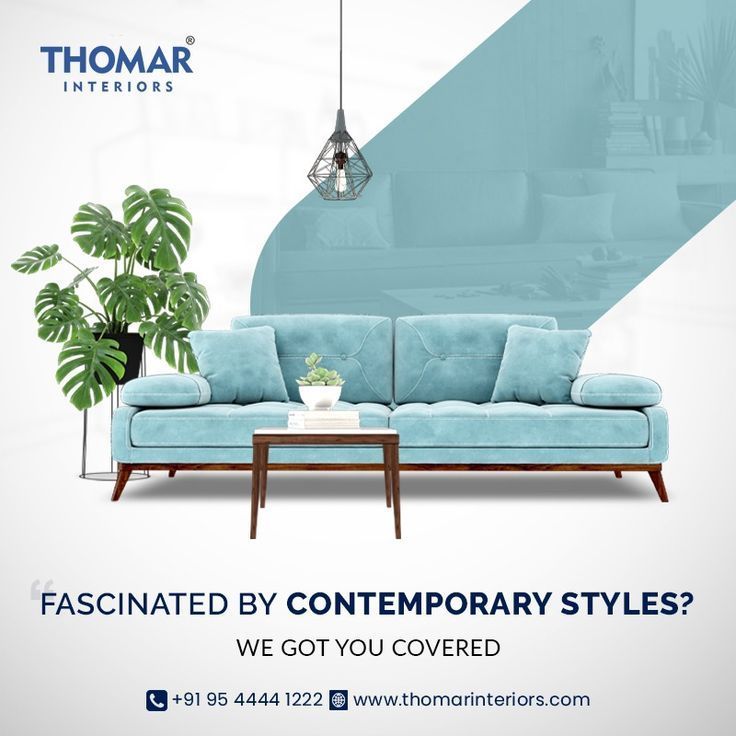 THOMAR®
INTERIORS
“FASCINATED BY CONTEMPORARY STYLES?
WE GOT YOU COVERED
+91 95 4444 1222 www.thomarinteriors.com